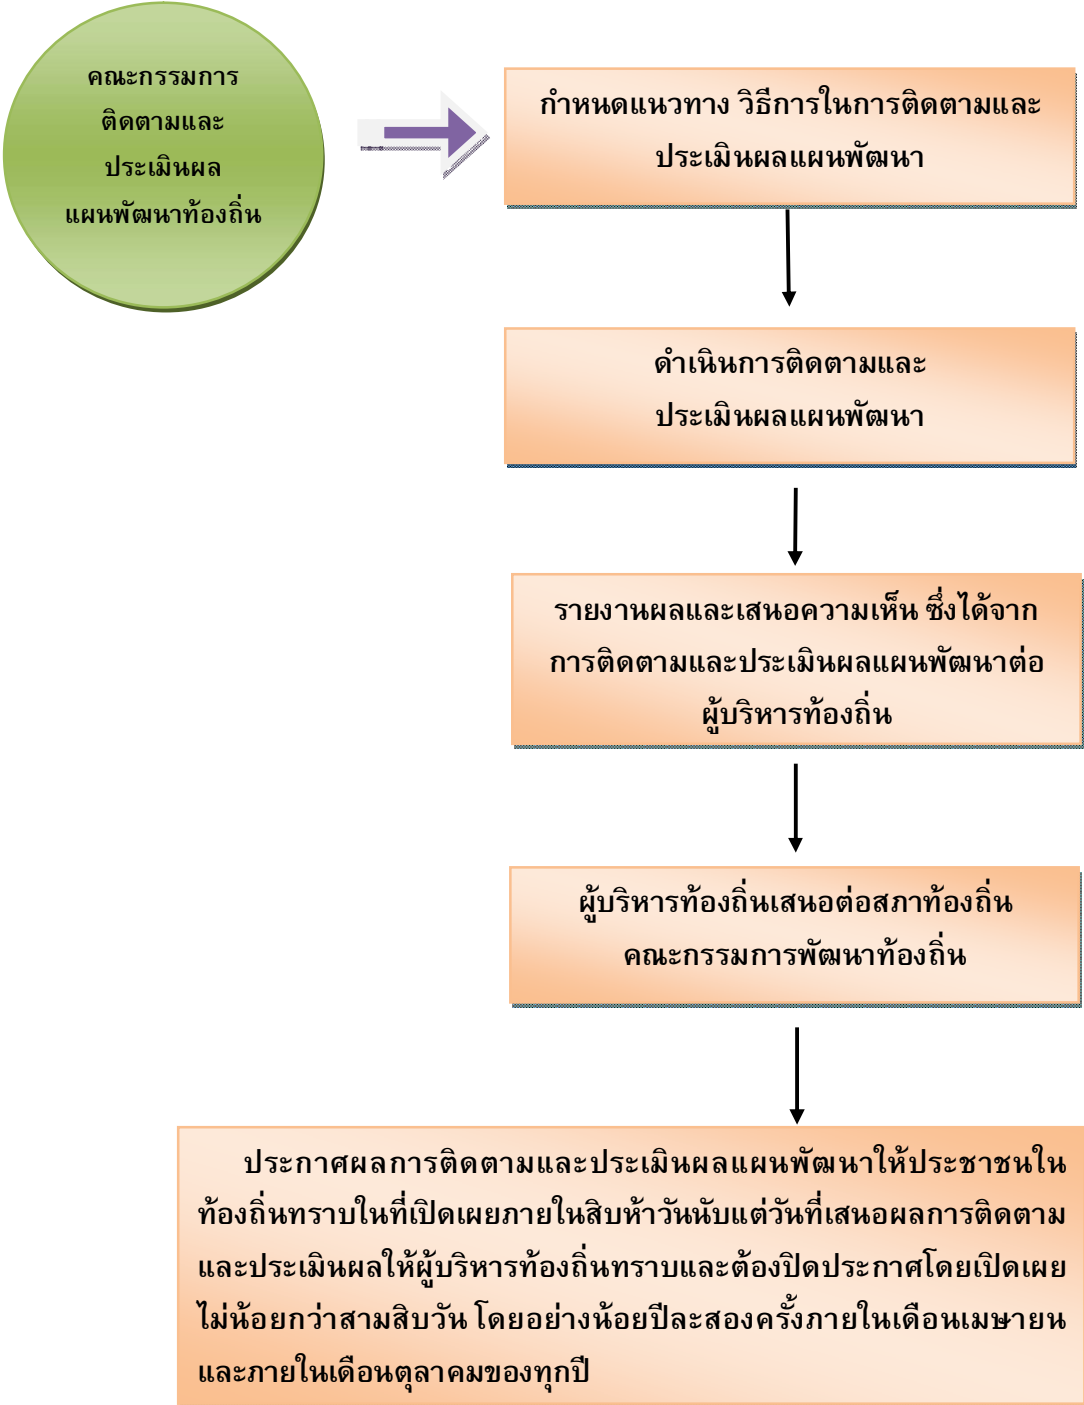 คณะกรรมการ
ติดตามและ
ประเมินผล
แผนพัฒนาท้องถิ่น
กำหนดแนวทาง วิธีการในการติดตามและ
ประเมินผลแผนพัฒนา
ดำเนินการติดตามและ
ประเมินผลแผนพัฒนา
รายงานผลและเสนอความเห็น ซึ่งได้จาก
การติดตามและประเมินผลแผนพัฒนาต่อ
ผู้บริหารท้องถิ่น
ผู้บริหารท้องถิ่นเสนอต่อสภาท้องถิ่น
คณะกรรมการพัฒนาท้องถิ่น
ประกาศผลการติดตามและประเมินผลแผนพัฒนาให้ประชาชนใน
ท้องถิ่นทราบในที่เปิดเผยภายในสิบห้าวันนับแต่วันที่เสนอผลการติดตาม
และประเมินผลให้ผู้บริหารท้องถิ่นทราบและต้องปิดประกาศโดยเปิดเผย
ไม่น้อยกว่าสามสิบวัน โดยอย่างน้อยปีละสองครั้งภายในเดือนเมษายน
และภายในเดือนตุลาคมของทุกปี